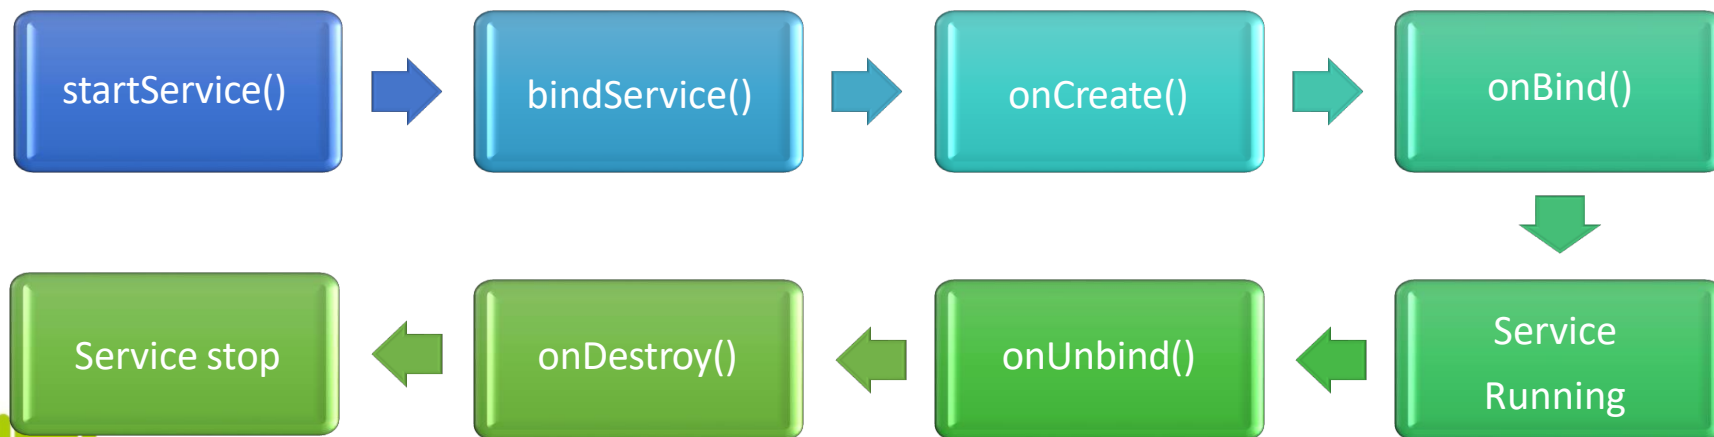 startService()
bindService()
onCreate()
onBind()
Service
Running
onUnbind()
onDestroy()
Service stop